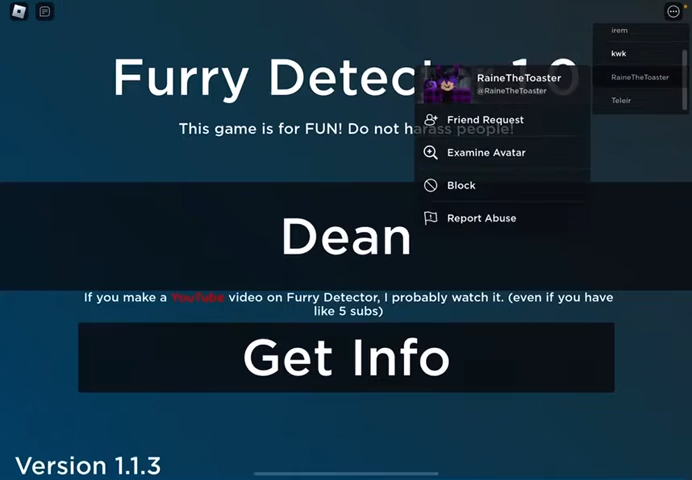 irem
kwk
RaineTheToaster
Teleir
Furry Detec 1.0
RaineTheToaster
@RaineTheToaster
This game is for FUN! Do not harass people!
Friend Request
Examine Avatar
Block
Report Abuse
Dean
If you make a YouTube video on Furry Detector, I probably watch it. (even if you have
like 5 subs)
Get Info
Version 1.1.3